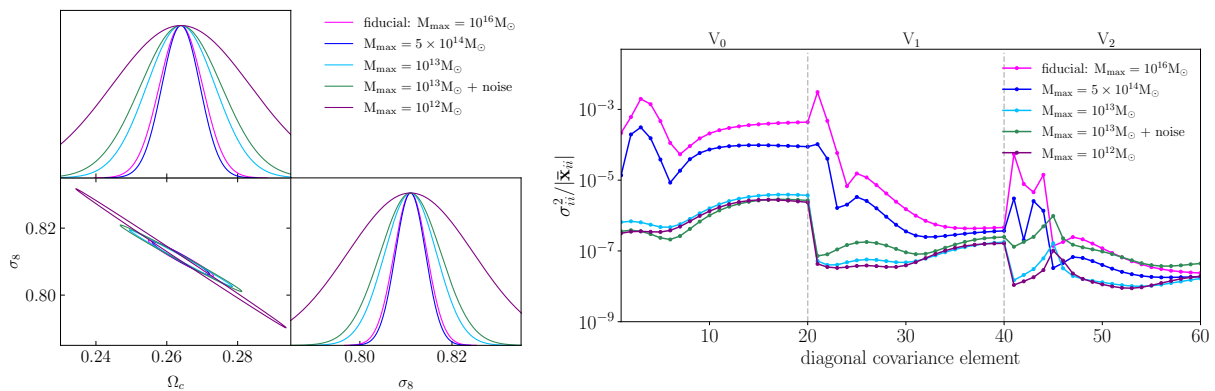 fiducial: M_max = 10^16 M_⊙
M_max = 5 × 10^14 M_⊙
M_max = 10^13 M_⊙
M_max = 10^13 M_⊙ + noise
M_max = 10^12 M_⊙
0.82
0.80
σ_8
0.24
0.26
0.28
Ω_c
0.80
0.82
σ_8
V_0
V_1
V_2
fiducial: M_max = 10^16 M_⊙
M_max = 5 × 10^14 M_⊙
M_max = 10^13 M_⊙
M_max = 10^13 M_⊙ + noise
M_max = 10^12 M_⊙
10^−3
10^−5
10^−7
10^−9
σ²_ii/|x̄_ii|
10
20
30
40
50
60
diagonal covariance element